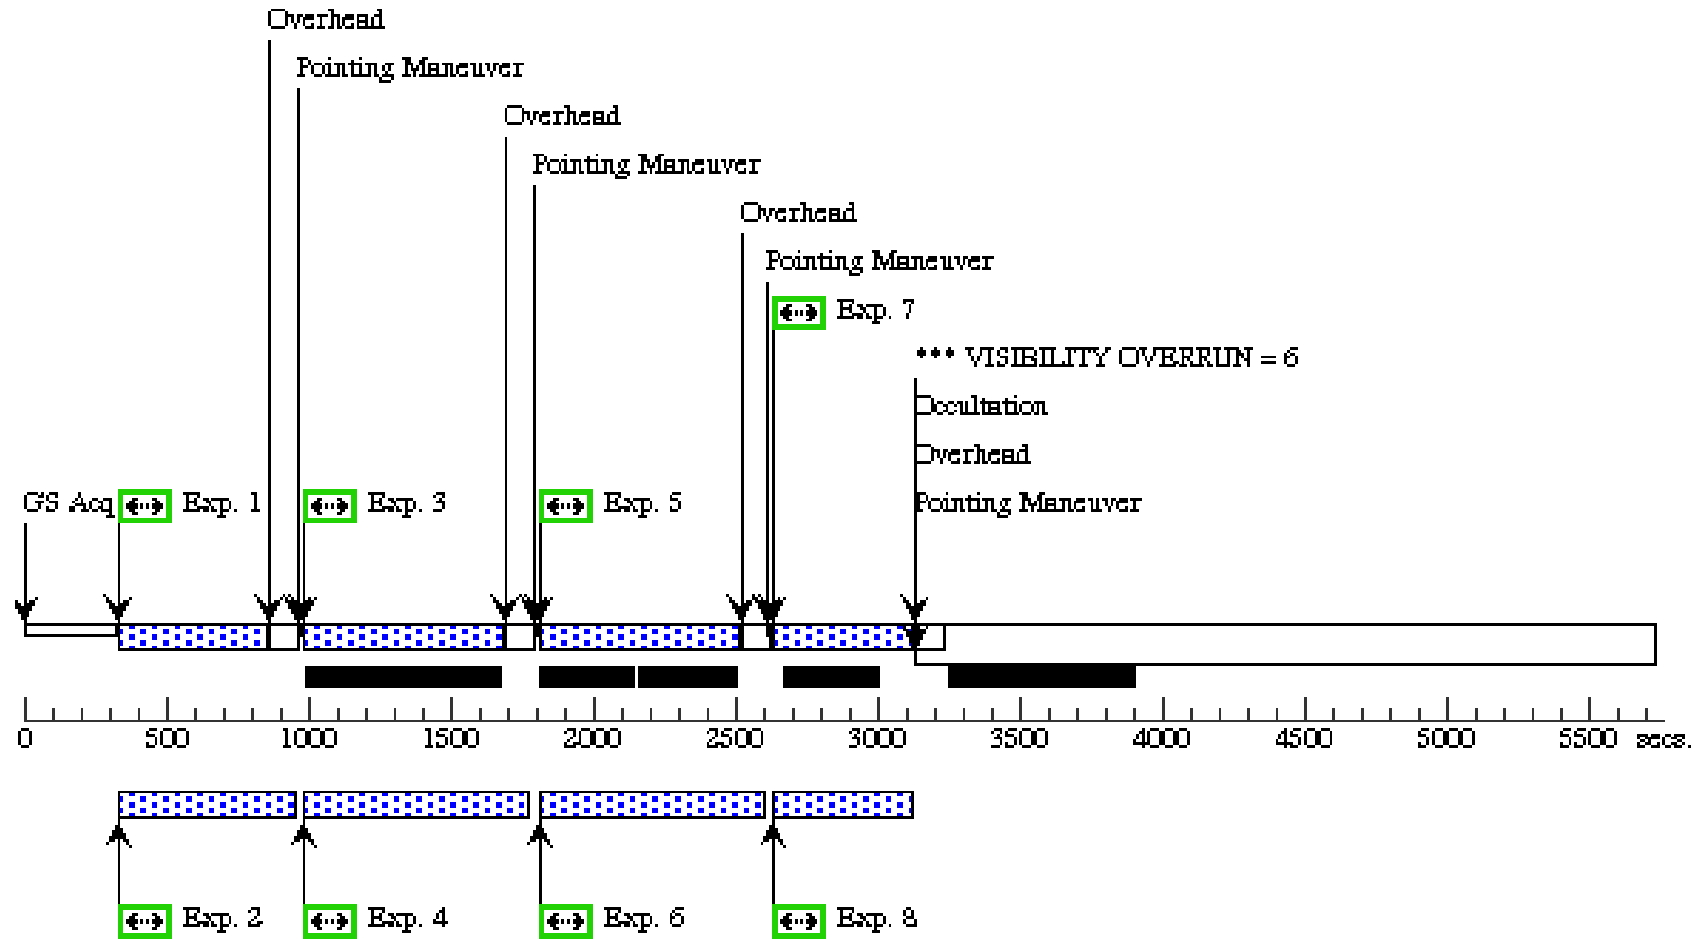 Overhead
Pointing Maneuver
Overhead
Pointing Maneuver
Overhead
Pointing Maneuver
Exp. 7
*** VISIBILITY OVERRUN = 6
Occultation
Overhead
GS Acq Exp. 1 Exp. 3 Exp. 5 Pointing Maneuver
0 500 1000 1500 2000 2500 3000 3500 4000 4500 5000 5500 secs.
Exp. 2 Exp. 4 Exp. 6 Exp. 8